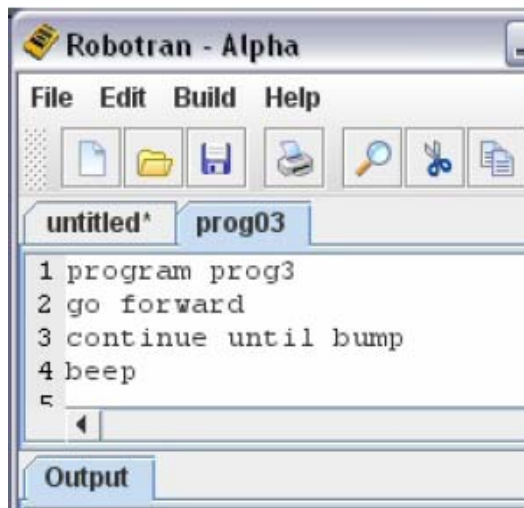 Robotran - Alpha
File Edit Build Help
untitled* prog03
1 program prog3
2 go forward
3 continue until bump
4 beep
5
Output